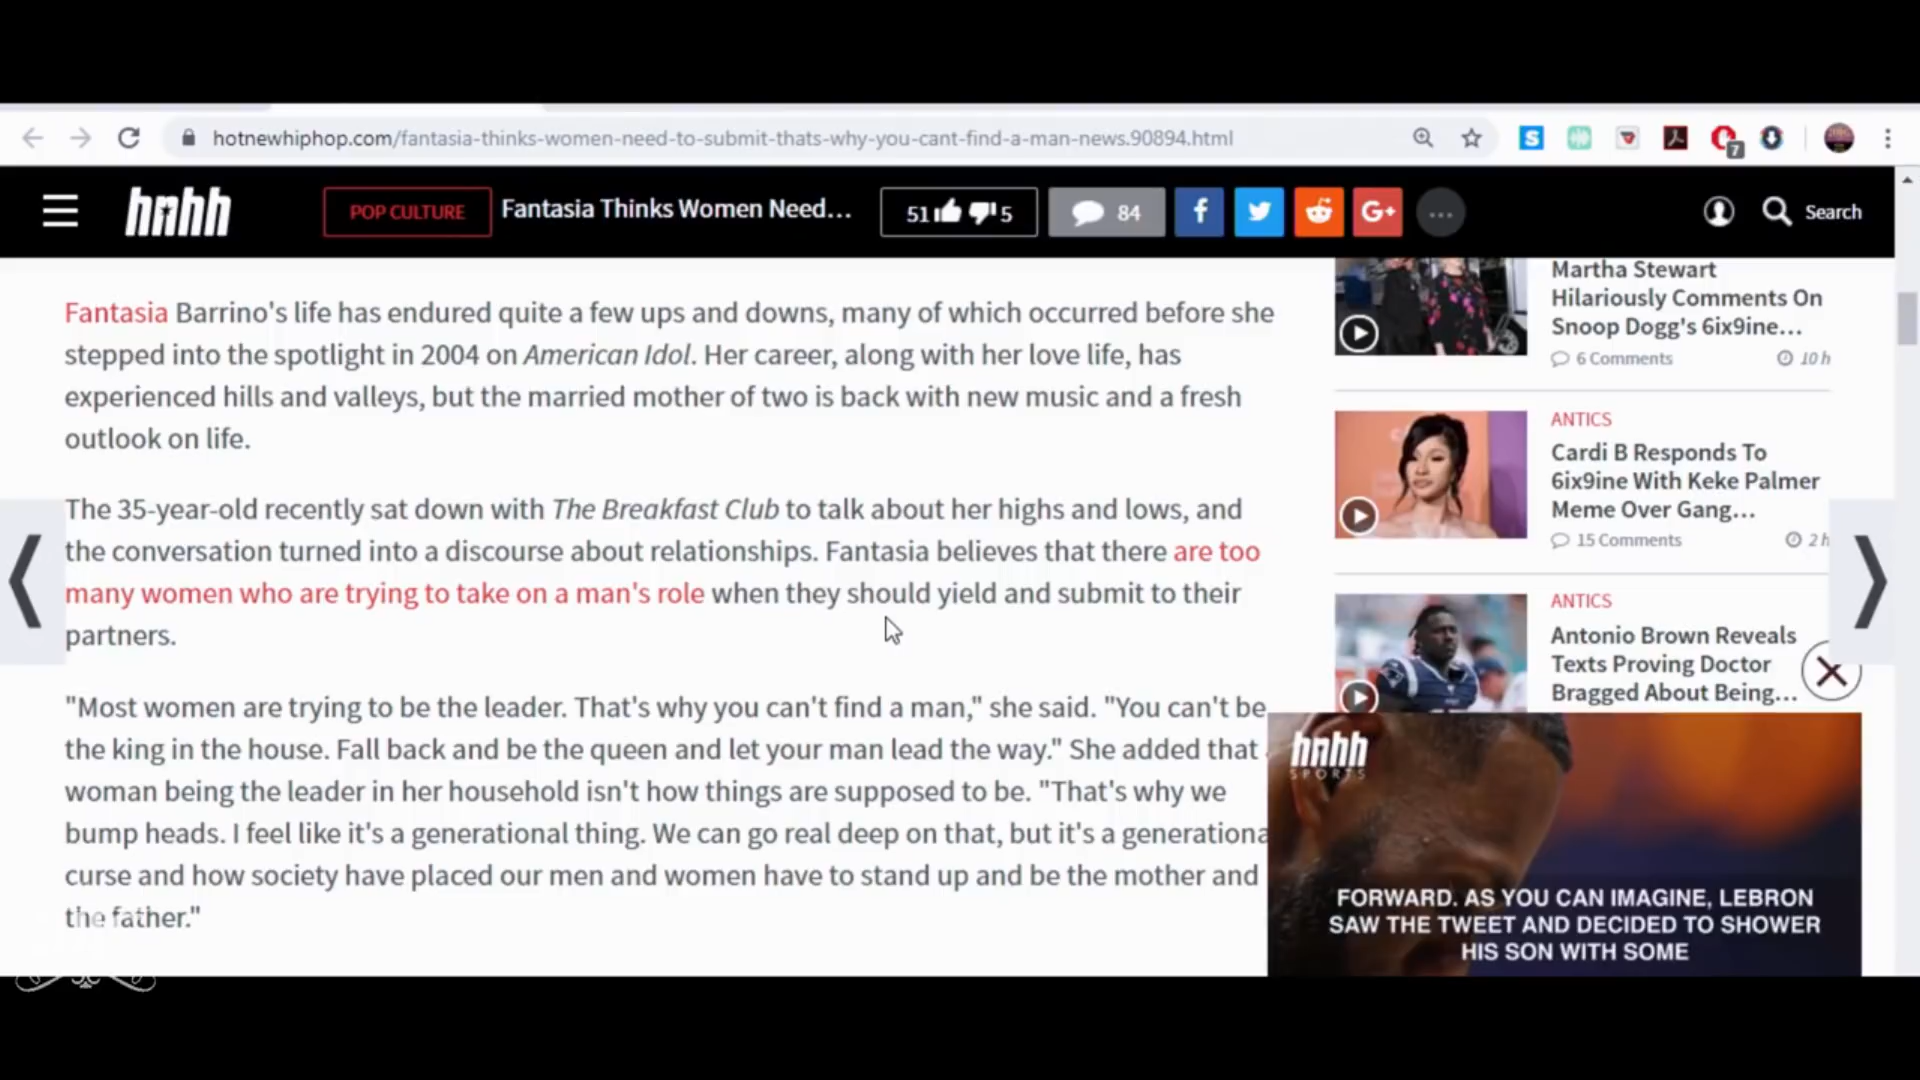 hotnewhiphop.com/fantasia-thinks-women-need-to-submit-thats-why-you-cant-find-a-man-news.90894.html
7
hnhh
POP CULTURE
Fantasia Thinks Women Need...
51 5
84
f
G+
...
Search
Fantasia Barrino's life has endured quite a few ups and downs, many of which occurred before she
stepped into the spotlight in 2004 on American Idol. Her career, along with her love life, has
experienced hills and valleys, but the married mother of two is back with new music and a fresh
outlook on life.
The 35-year-old recently sat down with The Breakfast Club to talk about her highs and lows, and
the conversation turned into a discourse about relationships. Fantasia believes that there are too
many women who are trying to take on a man's role when they should yield and submit to their
partners.
"Most women are trying to be the leader. That's why you can't find a man," she said. "You can't be
the king in the house. Fall back and be the queen and let your man lead the way." She added that
woman being the leader in her household isn't how things are supposed to be. "That's why we
bump heads. I feel like it's a generational thing. We can go real deep on that, but it's a generationa
curse and how society have placed our men and women have to stand up and be the mother and
the father."
Martha Stewart
Hilariously Comments On
Snoop Dogg's 6ix9ine...
6 Comments
10 h
ANTICS
Cardi B Responds To
6ix9ine With Keke Palmer
Meme Over Gang...
15 Comments
2 h
ANTICS
Antonio Brown Reveals
Texts Proving Doctor
Bragged About Being...
hnhh
SPORTS
FORWARD. AS YOU CAN IMAGINE, LEBRON
SAW THE TWEET AND DECIDED TO SHOWER
HIS SON WITH SOME